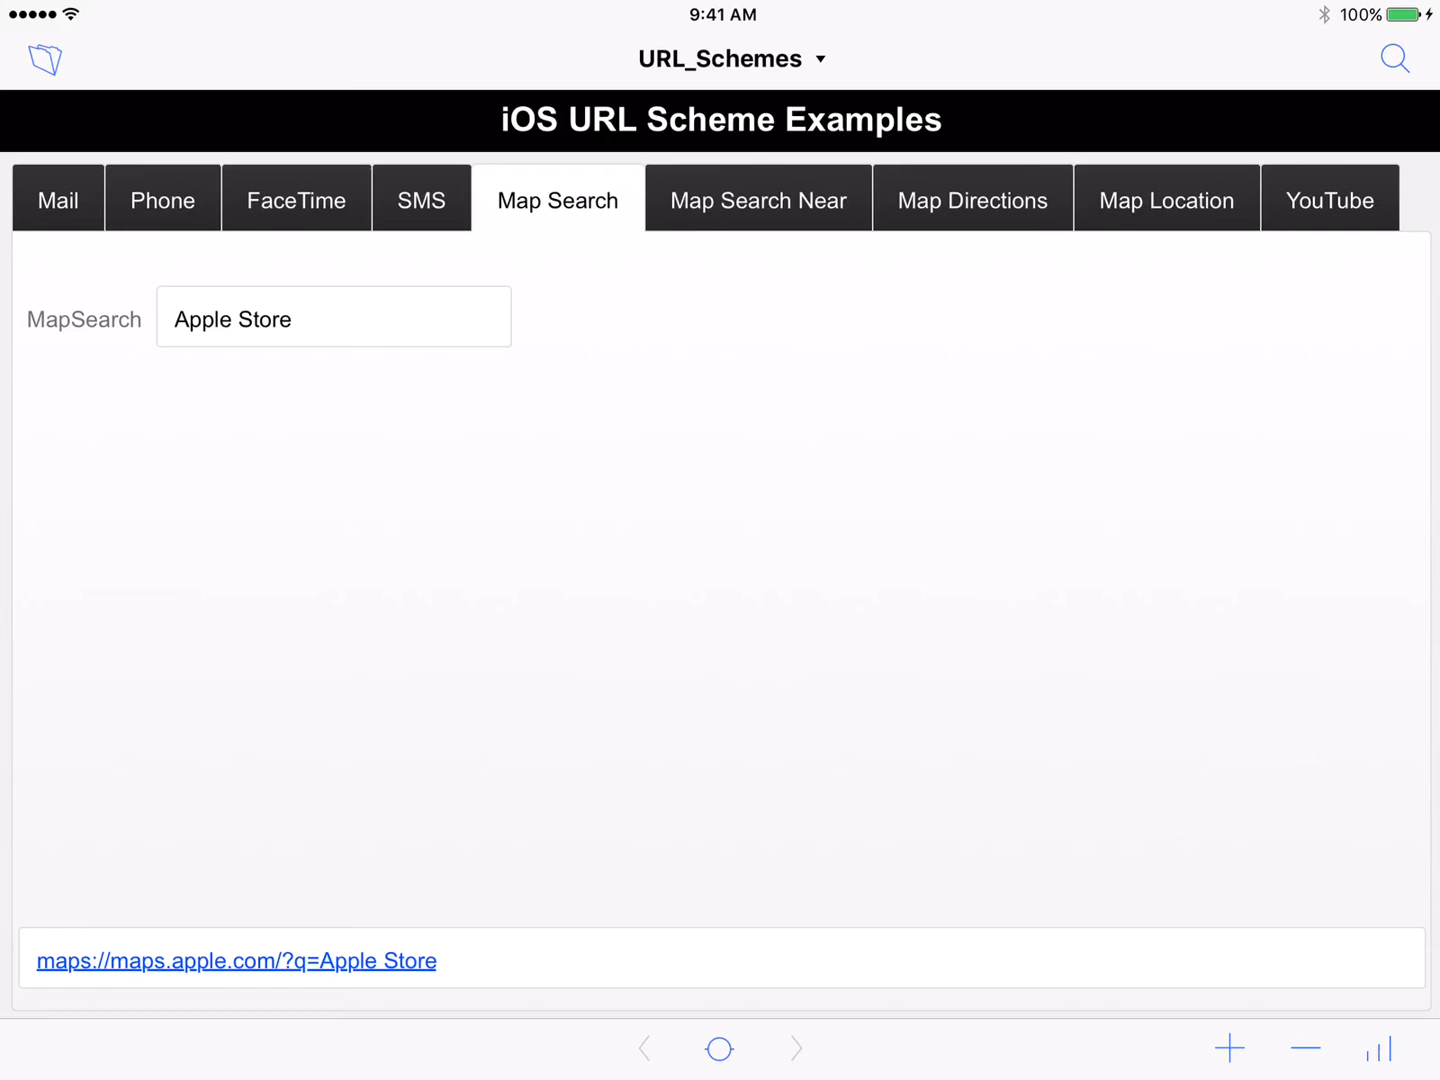 9:41 AM
100%
URL_Schemes
iOS URL Scheme Examples
Mail Phone FaceTime SMS Map Search Map Search Near Map Directions Map Location YouTube
MapSearch Apple Store
maps://maps.apple.com/?q=Apple Store